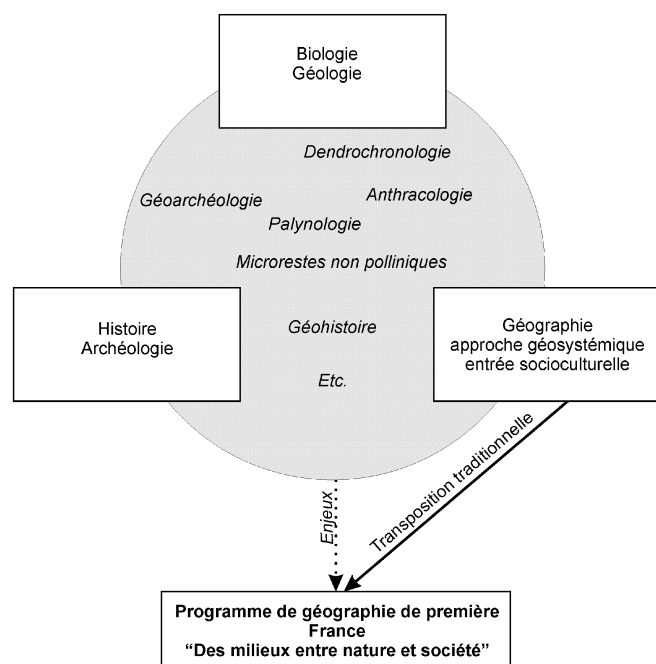 Biologie
Géologie
Dendrochronologie
Anthracologie
Géoarchéologie
Palynologie
Microrestes non polliniques
Histoire
Archéologie
Géohistoire
Géographie
approche géosystémique
entrée socioculturelle
Etc.
Enjeux
Transposition traditionnelle
Programme de géographie de première
France
“Des milieux entre nature et société”